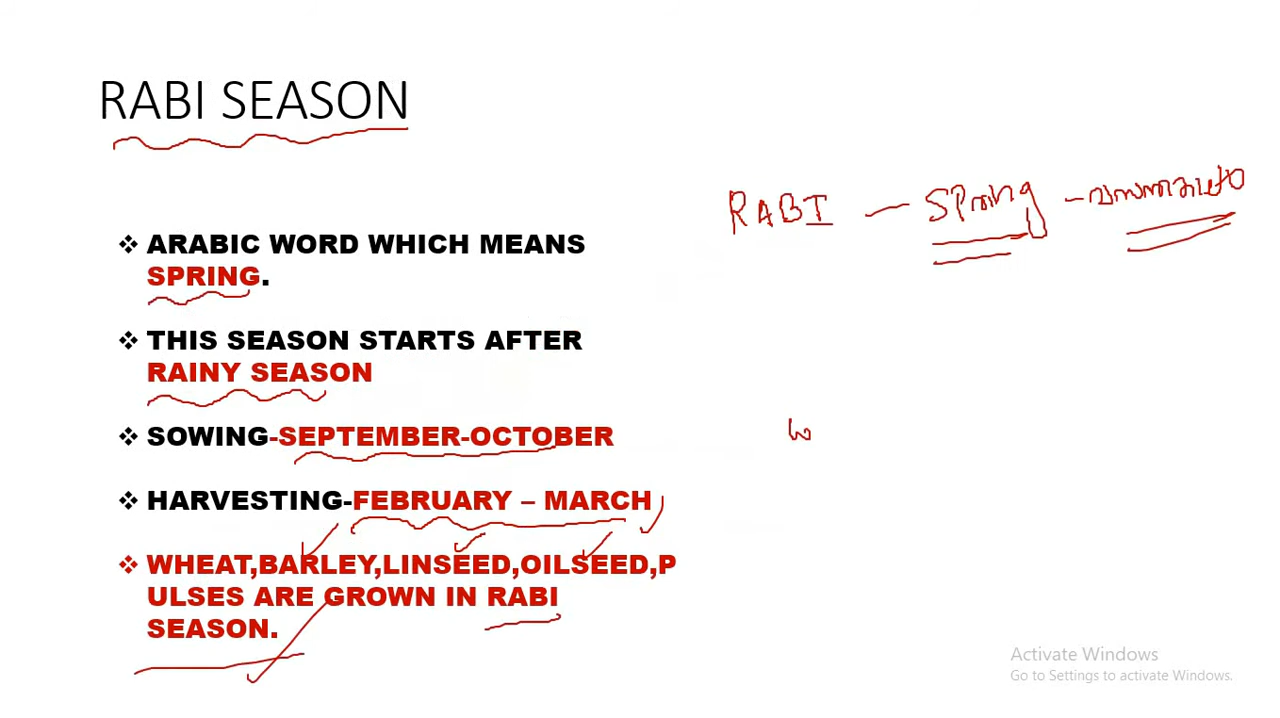 RABI SEASON
RABI - SPring -
❖ ARABIC WORD WHICH MEANS
SPRING.
❖ THIS SEASON STARTS AFTER
RAINY SEASON
❖ SOWING-SEPTEMBER-OCTOBER
❖ HARVESTING-FEBRUARY – MARCH
❖ WHEAT,BARLEY,LINSEED,OILSEED,P
ULSES ARE GROWN IN RABI
SEASON.
Activate Windows
Go to Settings to activate Windows.